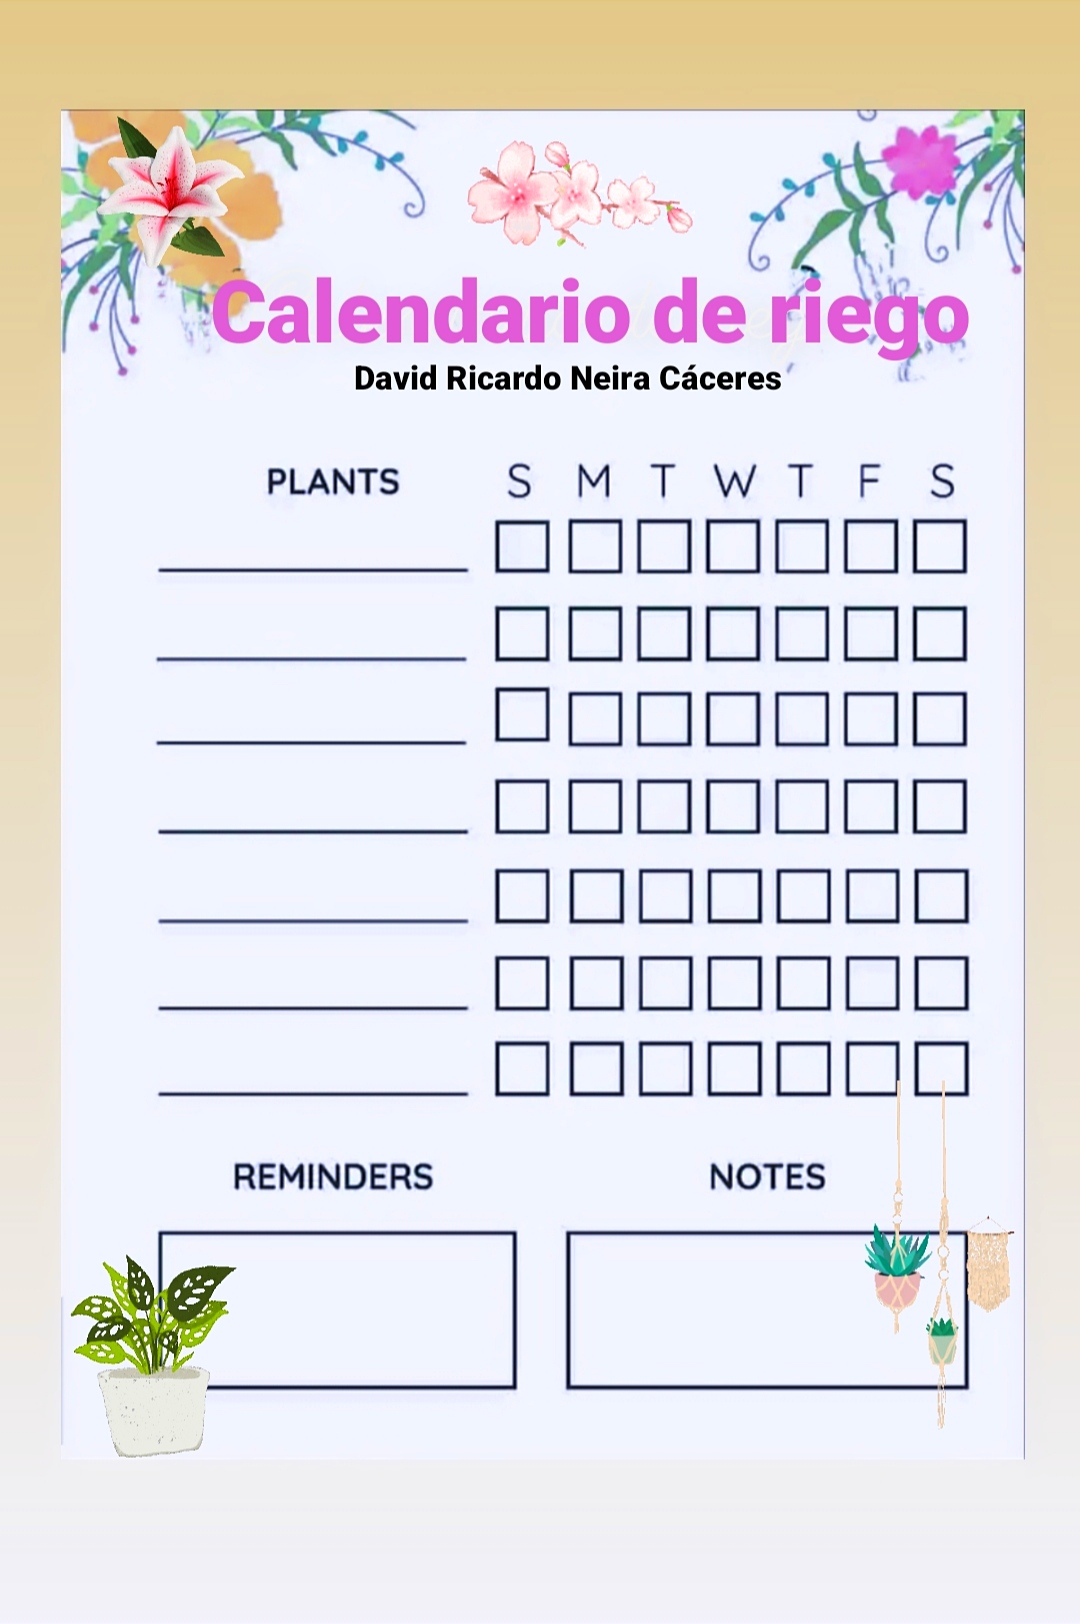 Calendario de riego
David Ricardo Neira Cáceres
PLANTS S M T W T F S
REMINDERS NOTES